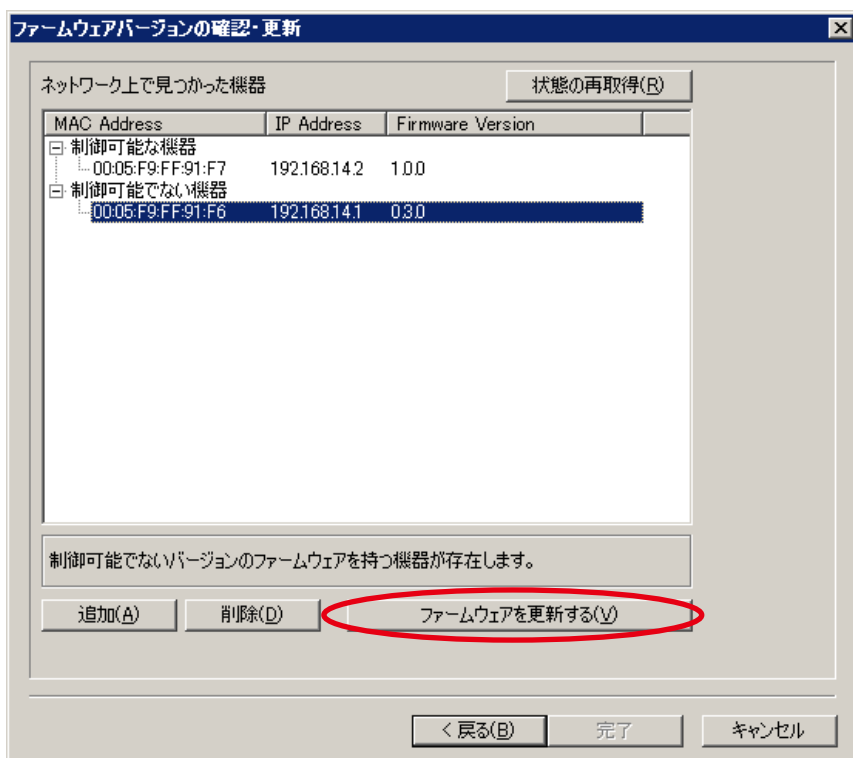 ファームウェアバージョンの確認・更新
ネットワーク上で見つかった機器
状態の再取得(R)
MAC Address IP Address Firmware Version
制御可能な機器
00:05:F9:FF:91:F7 192.168.14.2 1.0.0
制御可能でない機器
00:05:F9:FF:91:F6 192.168.14.1 0.3.0
制御可能でないバージョンのファームウェアを持つ機器が存在します。
追加(A) 削除(D) ファームウェアを更新する(V)
< 戻る(B) 完了 キャンセル